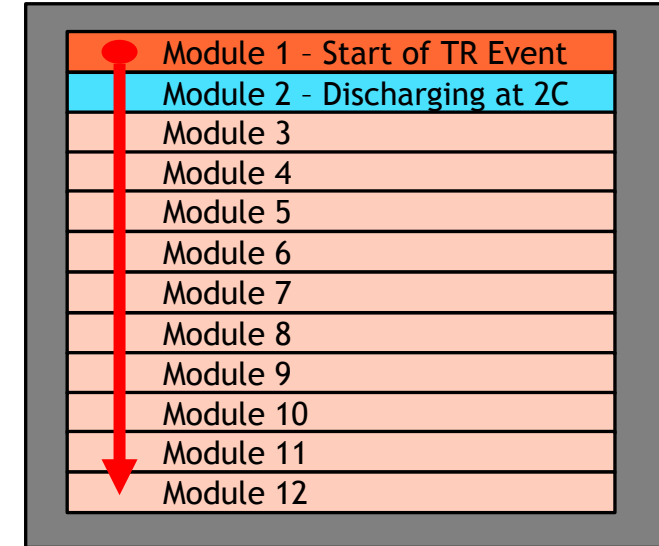 Module 1 – Start of TR Event
Module 2 – Discharging at 2C
Module 3
Module 4
Module 5
Module 6
Module 7
Module 8
Module 9
Module 10
Module 11
Module 12